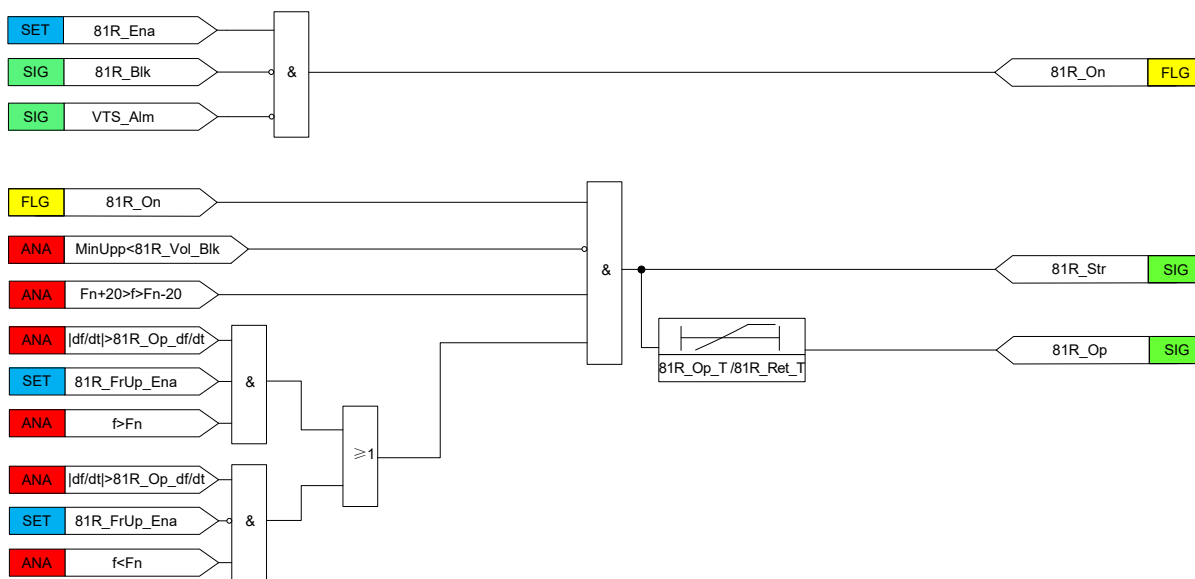 SET 81R_Ena
SIG 81R_Blk
&
81R_On FLG
SIG VTS_Alm
FLG 81R_On
ANA MinUpp<81R_Vol_Blk
&
81R_Str SIG
ANA Fn+20>f>Fn-20
ANA |df/dt|>81R_Op_df/dt
81R_Op SIG
81R_Op_T /81R_Ret_T
SET 81R_FrUp_Ena
&
ANA f>Fn
≥1
ANA |df/dt|>81R_Op_df/dt
SET 81R_FrUp_Ena
&
ANA f<Fn